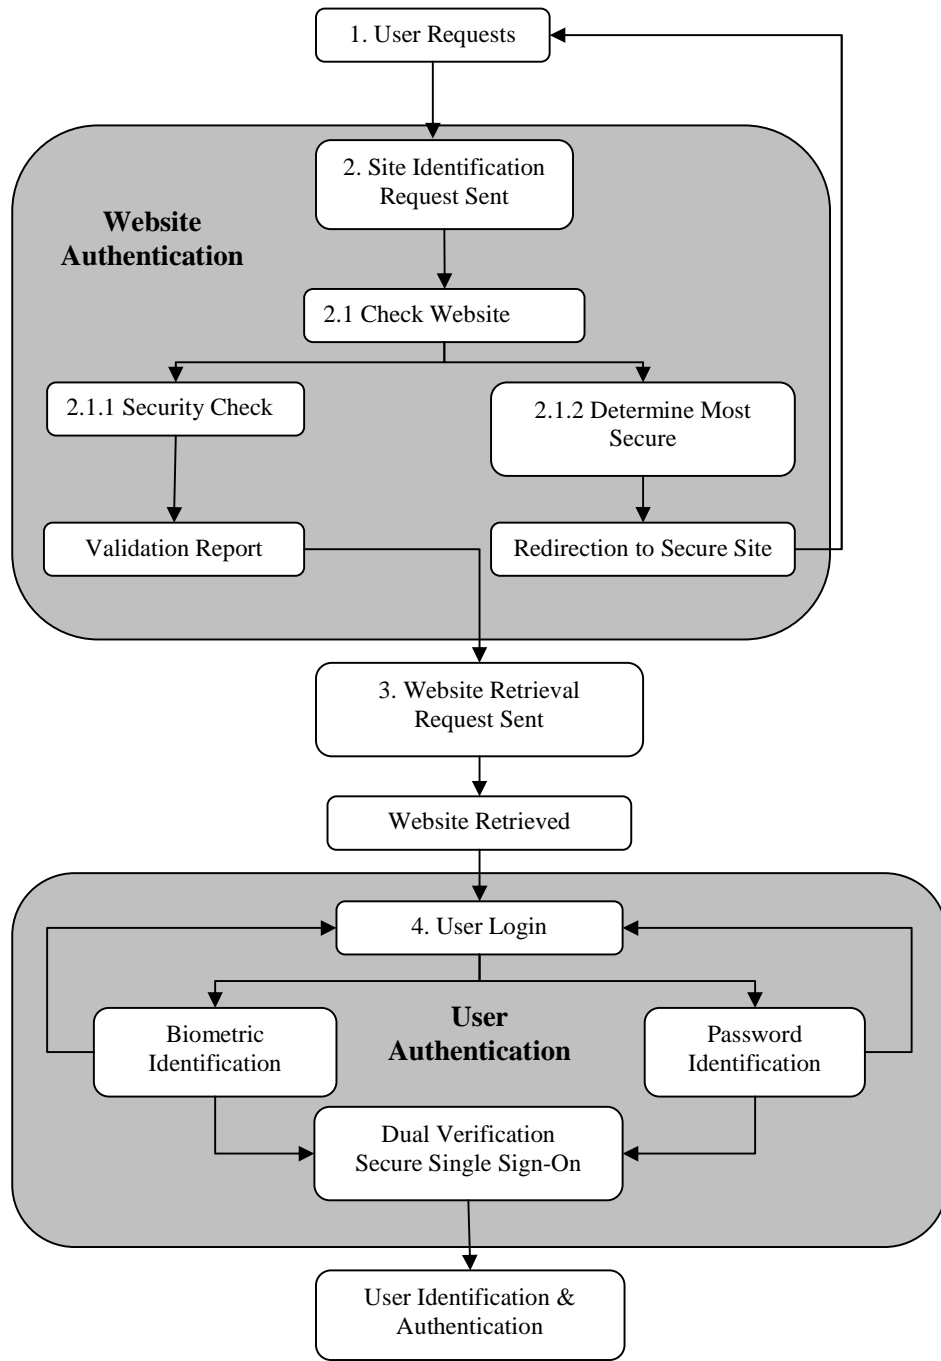 1. User Requests
2. Site Identification
Request Sent
Website
Authentication
2.1 Check Website
2.1.1 Security Check
2.1.2 Determine Most
Secure
Validation Report
Redirection to Secure Site
3. Website Retrieval
Request Sent
Website Retrieved
4. User Login
Biometric
Identification
User
Authentication
Password
Identification
Dual Verification
Secure Single Sign-On
User Identification &
Authentication